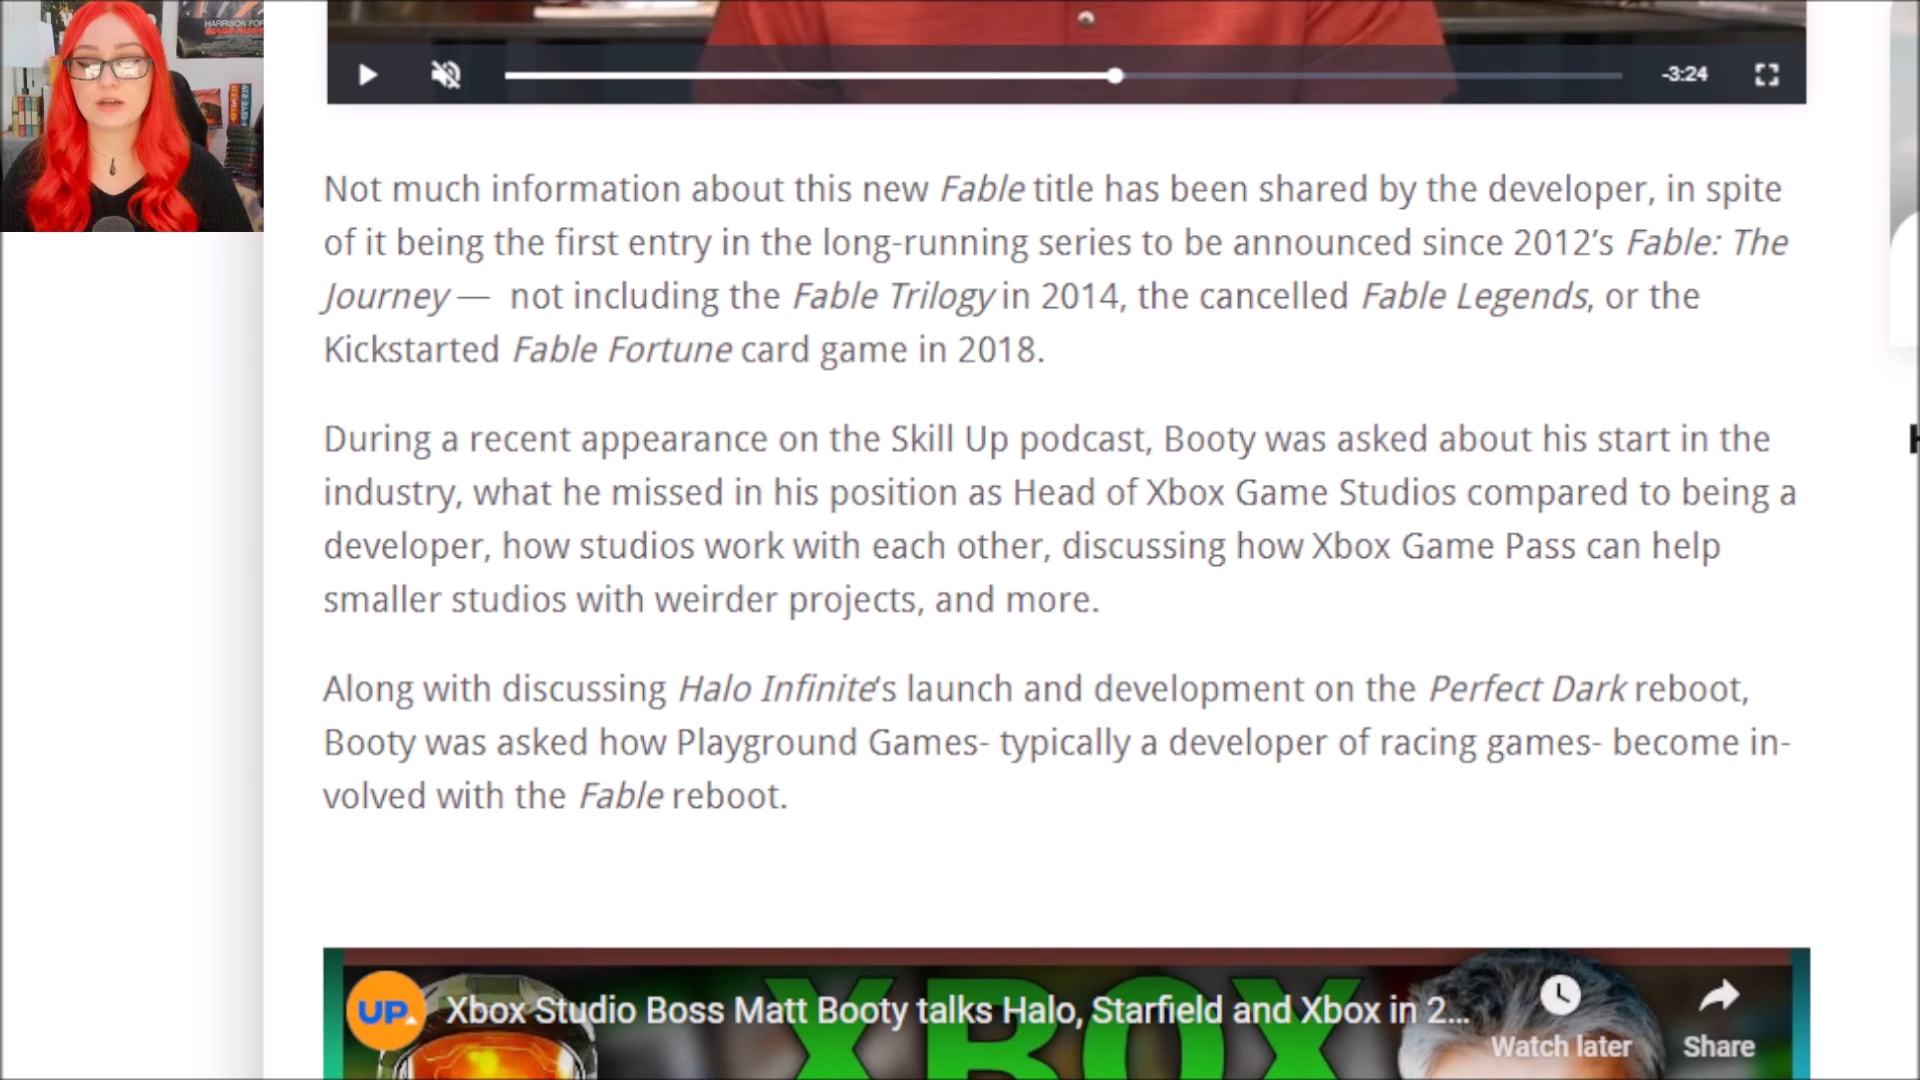 HARRISON FOR
-3:24
Not much information about this new Fable title has been shared by the developer, in spite
of it being the first entry in the long-running series to be announced since 2012’s Fable: The
Journey — not including the Fable Trilogy in 2014, the cancelled Fable Legends, or the
Kickstarted Fable Fortune card game in 2018.
During a recent appearance on the Skill Up podcast, Booty was asked about his start in the
industry, what he missed in his position as Head of Xbox Game Studios compared to being a
developer, how studios work with each other, discussing how Xbox Game Pass can help
smaller studios with weirder projects, and more.
Along with discussing Halo Infinite‘s launch and development on the Perfect Dark reboot,
Booty was asked how Playground Games- typically a developer of racing games- become in-
volved with the Fable reboot.
UP
Xbox Studio Boss Matt Booty talks Halo, Starfield and Xbox in 2...
XBOX
Watch later
Share